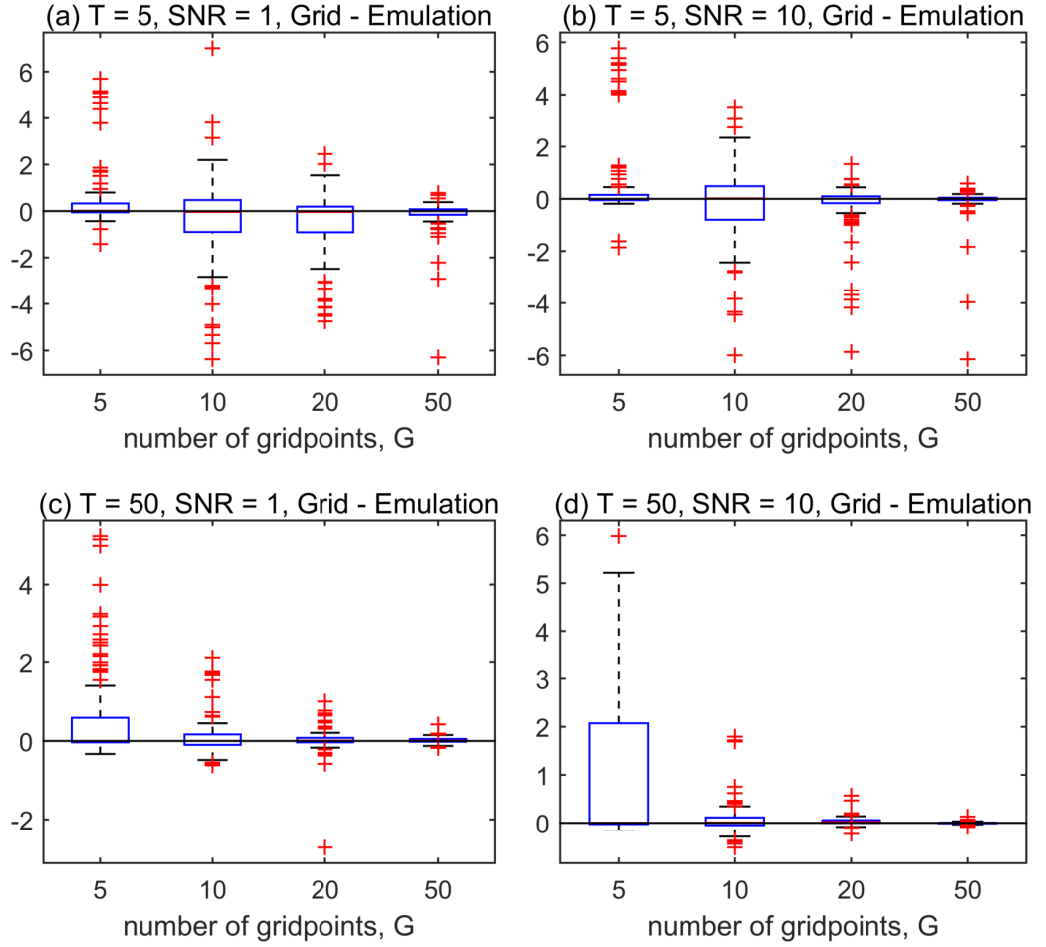 (a) T = 5, SNR = 1, Grid - Emulation
6
4
2
0
-2
-4
-6
5 10 20 50
number of gridpoints, G
(b) T = 5, SNR = 10, Grid - Emulation
6
4
2
0
-2
-4
-6
5 10 20 50
number of gridpoints, G
(c) T = 50, SNR = 1, Grid - Emulation
4
2
0
-2
5 10 20 50
number of gridpoints, G
(d) T = 50, SNR = 10, Grid - Emulation
6
5
4
3
2
1
0
5 10 20 50
number of gridpoints, G